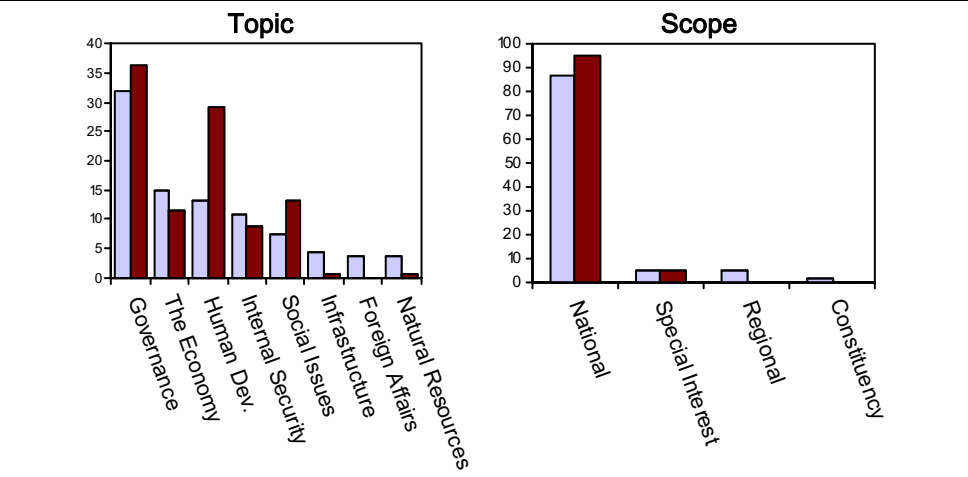 Topic
40
35
30
25
20
15
10
5
0
Governance
The Economy
Human Dev.
Internal Security
Social Issues
Infrastructure
Foreign Affairs
Natural Resources
Scope
100
90
80
70
60
50
40
30
20
10
0
National
Special Interest
Regional
Constituency